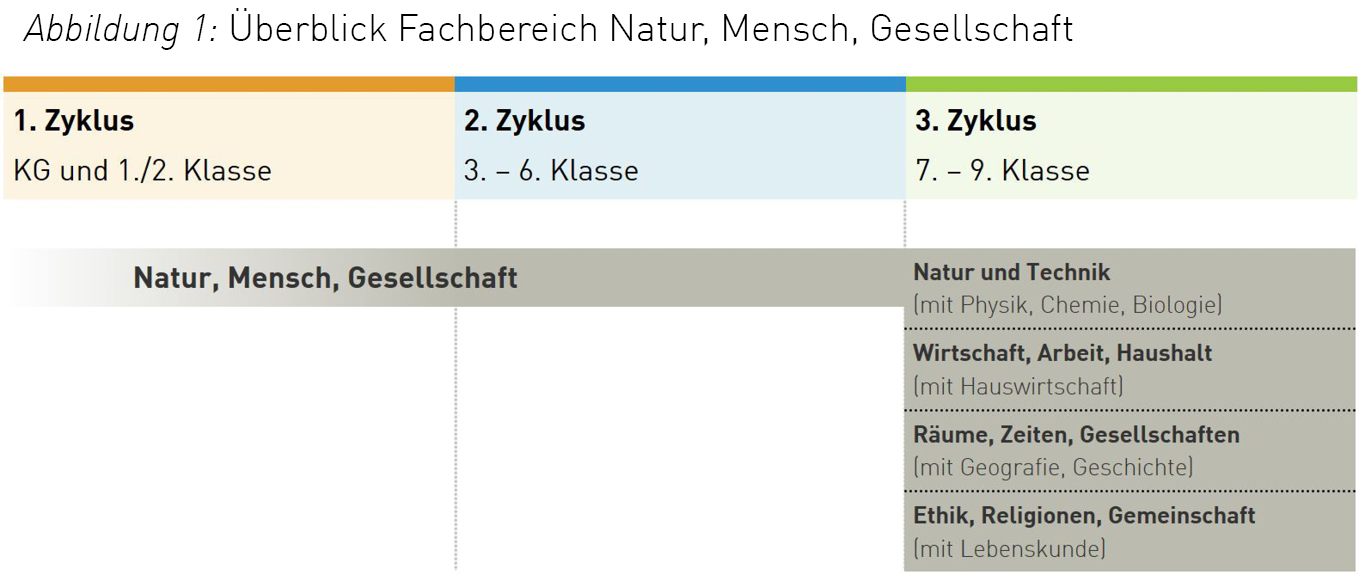 Abbildung 1: Überblick Fachbereich Natur, Mensch, Gesellschaft
1. Zyklus
KG und 1./2. Klasse
2. Zyklus
3. – 6. Klasse
3. Zyklus
7. – 9. Klasse
Natur, Mensch, Gesellschaft
Natur und Technik
(mit Physik, Chemie, Biologie)
Wirtschaft, Arbeit, Haushalt
(mit Hauswirtschaft)
Räume, Zeiten, Gesellschaften
(mit Geografie, Geschichte)
Ethik, Religionen, Gemeinschaft
(mit Lebenskunde)